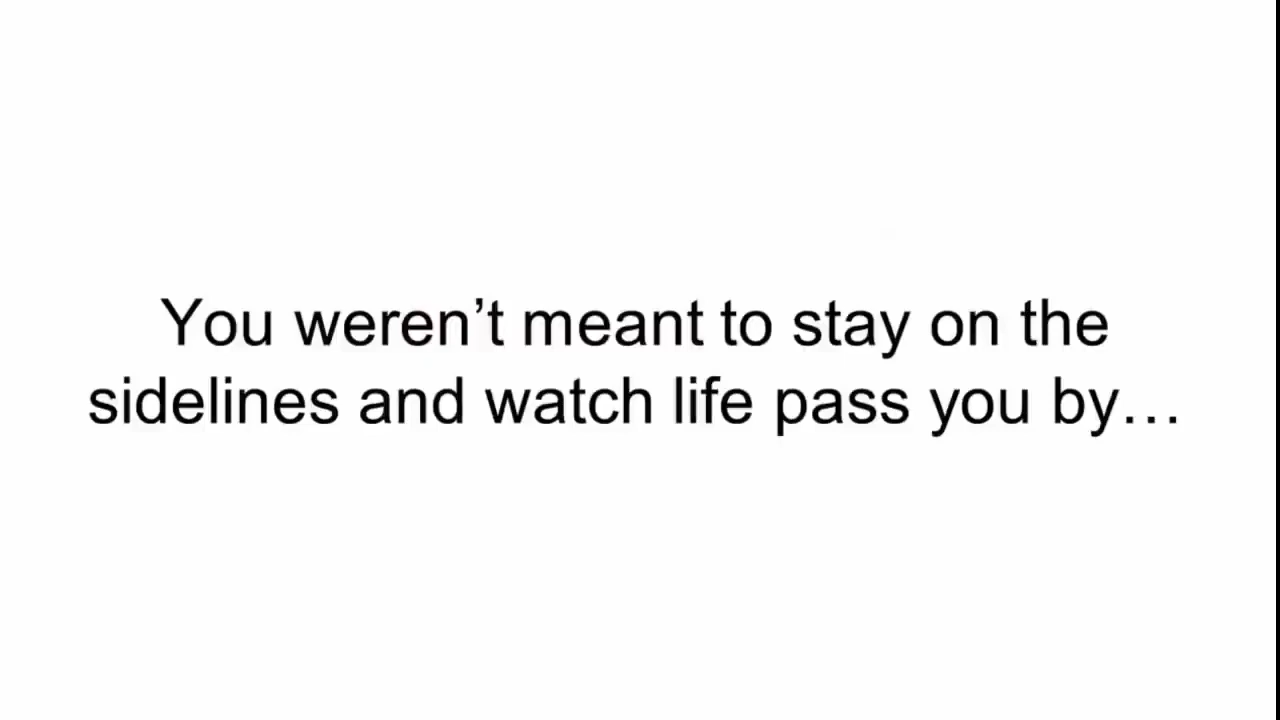 You weren’t meant to stay on the
sidelines and watch life pass you by…